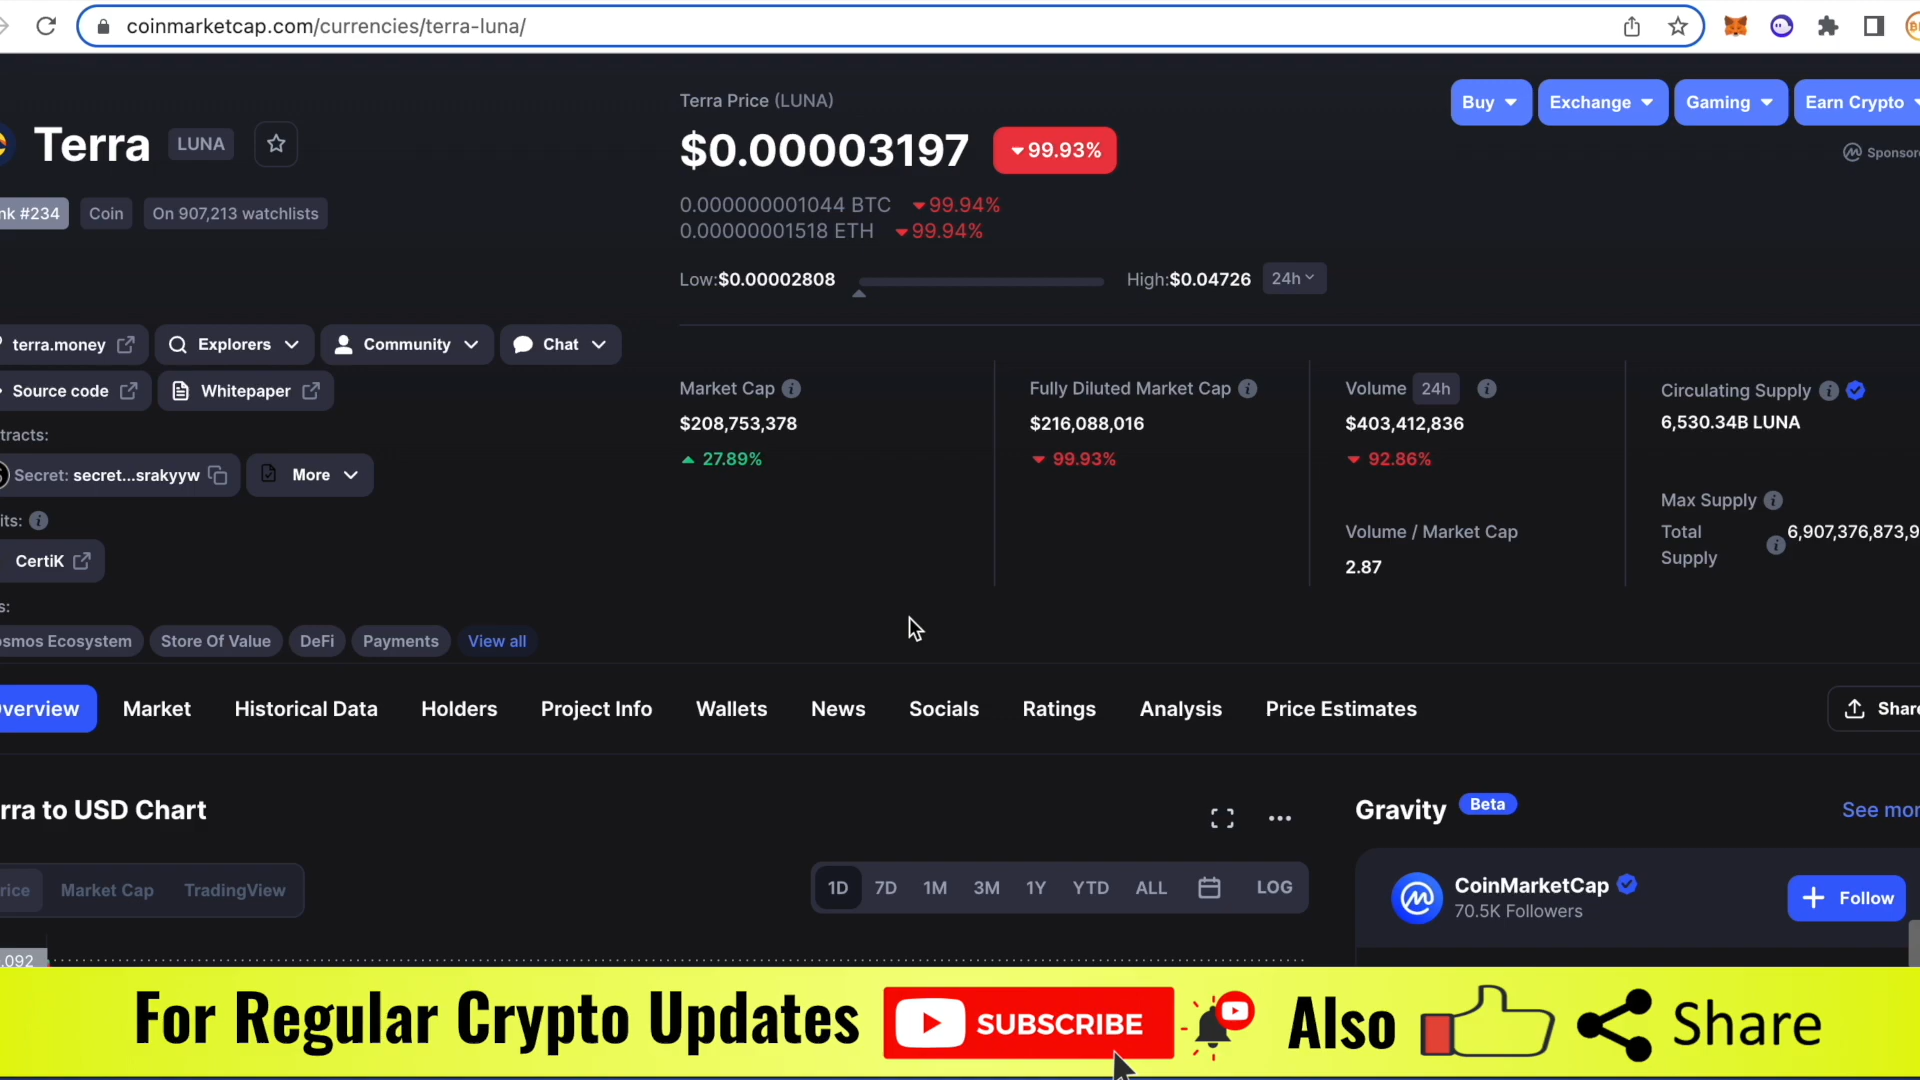 coinmarketcap.com/currencies/terra-luna/
Terra LUNA
nk #234 Coin On 907,213 watchlists
Terra Price (LUNA)
$0.00003197 99.93%
0.000000001044 BTC 99.94%
0.00000001518 ETH 99.94%
Low:$0.00002808 High:$0.04726 24h
Buy Exchange Gaming Earn Crypto
Sponsor
terra.money Explorers Community Chat
Source code Whitepaper
tracts:
Secret: secret...srakyyw More
its:
CertiK
s:
osmos Ecosystem Store Of Value DeFi Payments View all
Market Cap
$208,753,378
27.89%
Fully Diluted Market Cap
$216,088,016
99.93%
Volume 24h
$403,412,836
92.86%
Volume / Market Cap
2.87
Circulating Supply
6,530.34B LUNA
Max Supply
Total Supply 6,907,376,873,9
verview Market Historical Data Holders Project Info Wallets News Socials Ratings Analysis Price Estimates Share
rra to USD Chart
rice Market Cap TradingView
1D 7D 1M 3M 1Y YTD ALL LOG
.092
Gravity Beta See mor
CoinMarketCap
70.5K Followers
Follow
For Regular Crypto Updates SUBSCRIBE Also Share